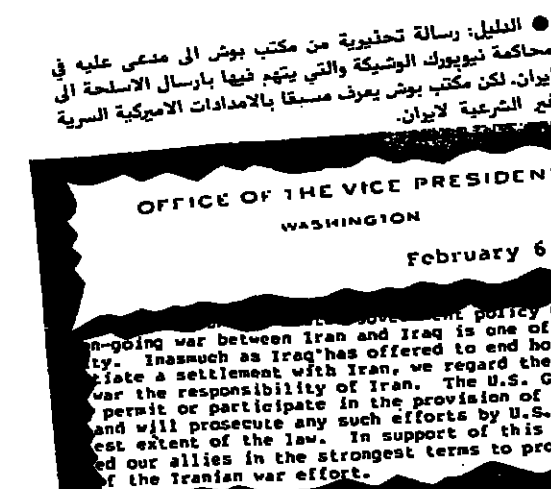 ● الدليل: رسالة تحذيرية من مكتب بوش الى مدعى عليه في
محاكمة نيويورك الوشيكة والتي يتهم فيها بارسال الاسلحة الى
ايران. لكن مكتب بوش يعرف مسبقا بالامدادات الاميركية السرية
غير الشرعية لايران.
OFFICE OF THE VICE PRESIDENT
WASHINGTON
February 6
policy
n-going war between Iran and Iraq is one of
ty. Inasmuch as Iraq has offered to end ho
tiate a settlement with Iran, we regard the
war the responsibility of Iran. The U.S. G
permit or participate in the provision of
and will prosecute any such efforts by U.S.
est extent of the law. In support of this
ed our allies in the strongest terms to pro
of the Iranian war effort.